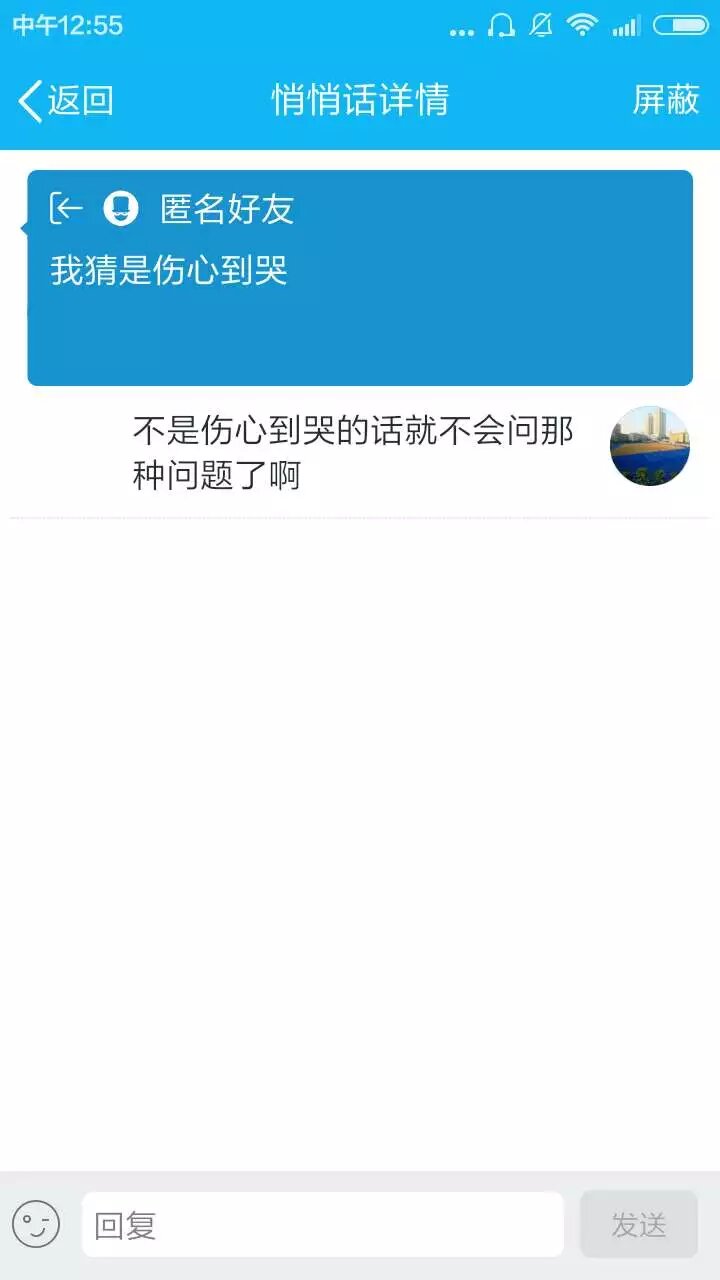 中午12:55
返回
悄悄话详情
屏蔽
匿名好友
我猜是伤心到哭
不是伤心到哭的话就不会问那
种问题了啊
回复
发送